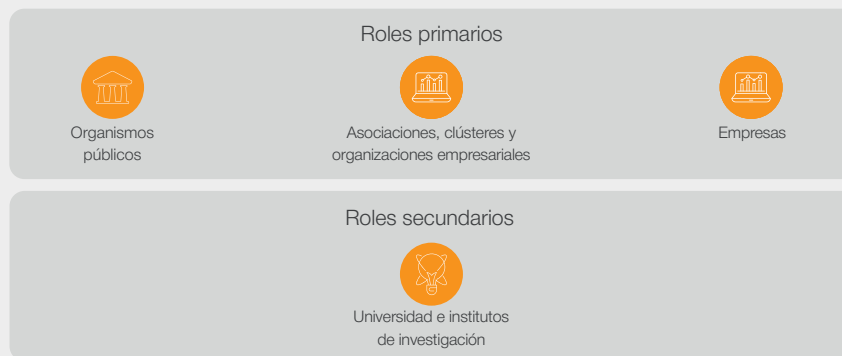 Roles primarios
Organismos
públicos
Asociaciones, clústeres y
organizaciones empresariales
Empresas
Roles secundarios
Universidad e institutos
de investigación